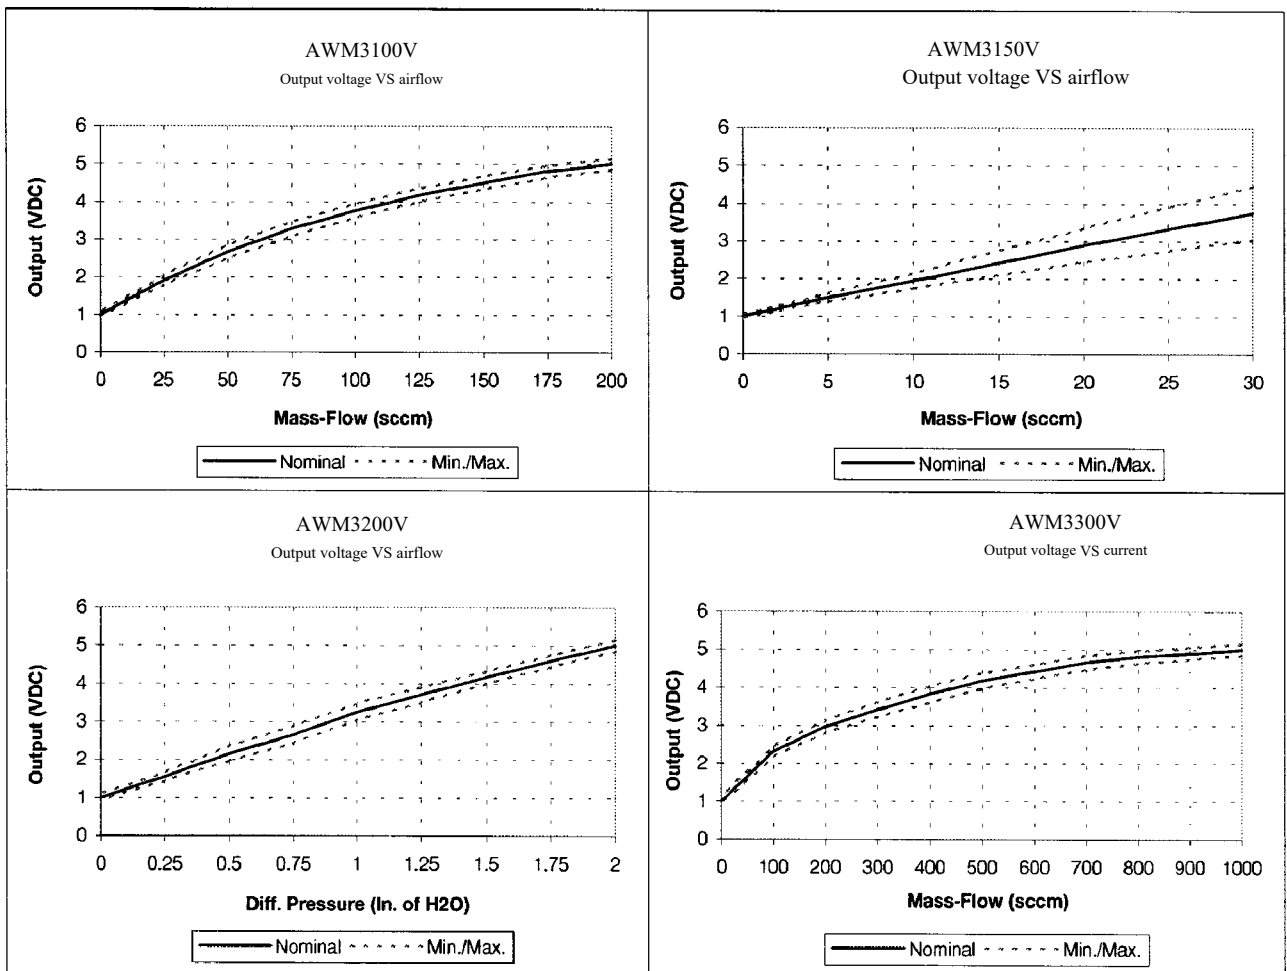 AWM3100V
Output voltage VS airflow
6
5
4
3
2
1
0
Output (VDC)
0 25 50 75 100 125 150 175 200
Mass-Flow (sccm)
Nominal Min./Max.
AWM3150V
Output voltage VS airflow
6
5
4
3
2
1
0
Output (VDC)
0 5 10 15 20 25 30
Mass-Flow (sccm)
Nominal Min./Max.
AWM3200V
Output voltage VS airflow
6
5
4
3
2
1
0
Output (VDC)
0 0.25 0.5 0.75 1 1.25 1.5 1.75 2
Diff. Pressure (In. of H2O)
Nominal Min./Max.
AWM3300V
Output voltage VS current
6
5
4
3
2
1
0
Output (VDC)
0 100 200 300 400 500 600 700 800 900 1000
Mass-Flow (sccm)
Nominal Min./Max.